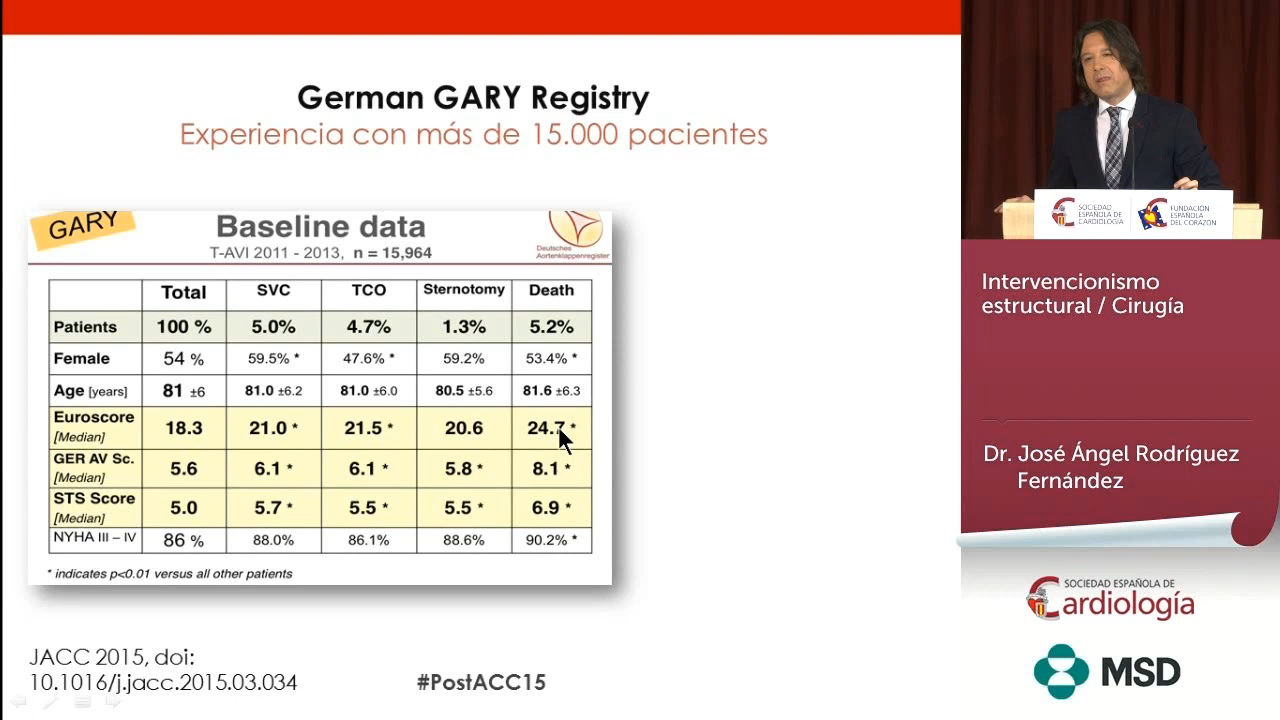 German GARY Registry
Experiencia con más de 15.000 pacientes
GARY
Baseline data
T-AVI 2011 - 2013, n = 15,964
Deutsches
Aortenklappenregister
Total SVC TCO Sternotomy Death
Patients 100 % 5.0% 4.7% 1.3% 5.2%
Female 54 % 59.5% * 47.6% * 59.2% 53.4% *
Age [years] 81 ±6 81.0 ±6.2 81.0 ±6.0 80.5 ±5.6 81.6 ±6.3
Euroscore
[Median] 18.3 21.0 * 21.5 * 20.6 24.7 *
GER AV Sc.
[Median] 5.6 6.1 * 6.1 * 5.8 * 8.1 *
STS Score
[Median] 5.0 5.7 * 5.5 * 5.5 * 6.9 *
NYHA III – IV 86 % 88.0% 86.1% 88.6% 90.2% *
* indicates p<0.01 versus all other patients
JACC 2015, doi:
10.1016/j.jacc.2015.03.034
#PostACC15
SOCIEDAD
ESPAÑOLA DE
CARDIOLOGÍA
FUNDACIÓN
ESPAÑOLA
DEL CORAZÓN
Intervencionismo
estructural / Cirugía
Dr. José Ángel Rodríguez
Fernández
SOCIEDAD ESPAÑOLA DE
Cardiología
MSD